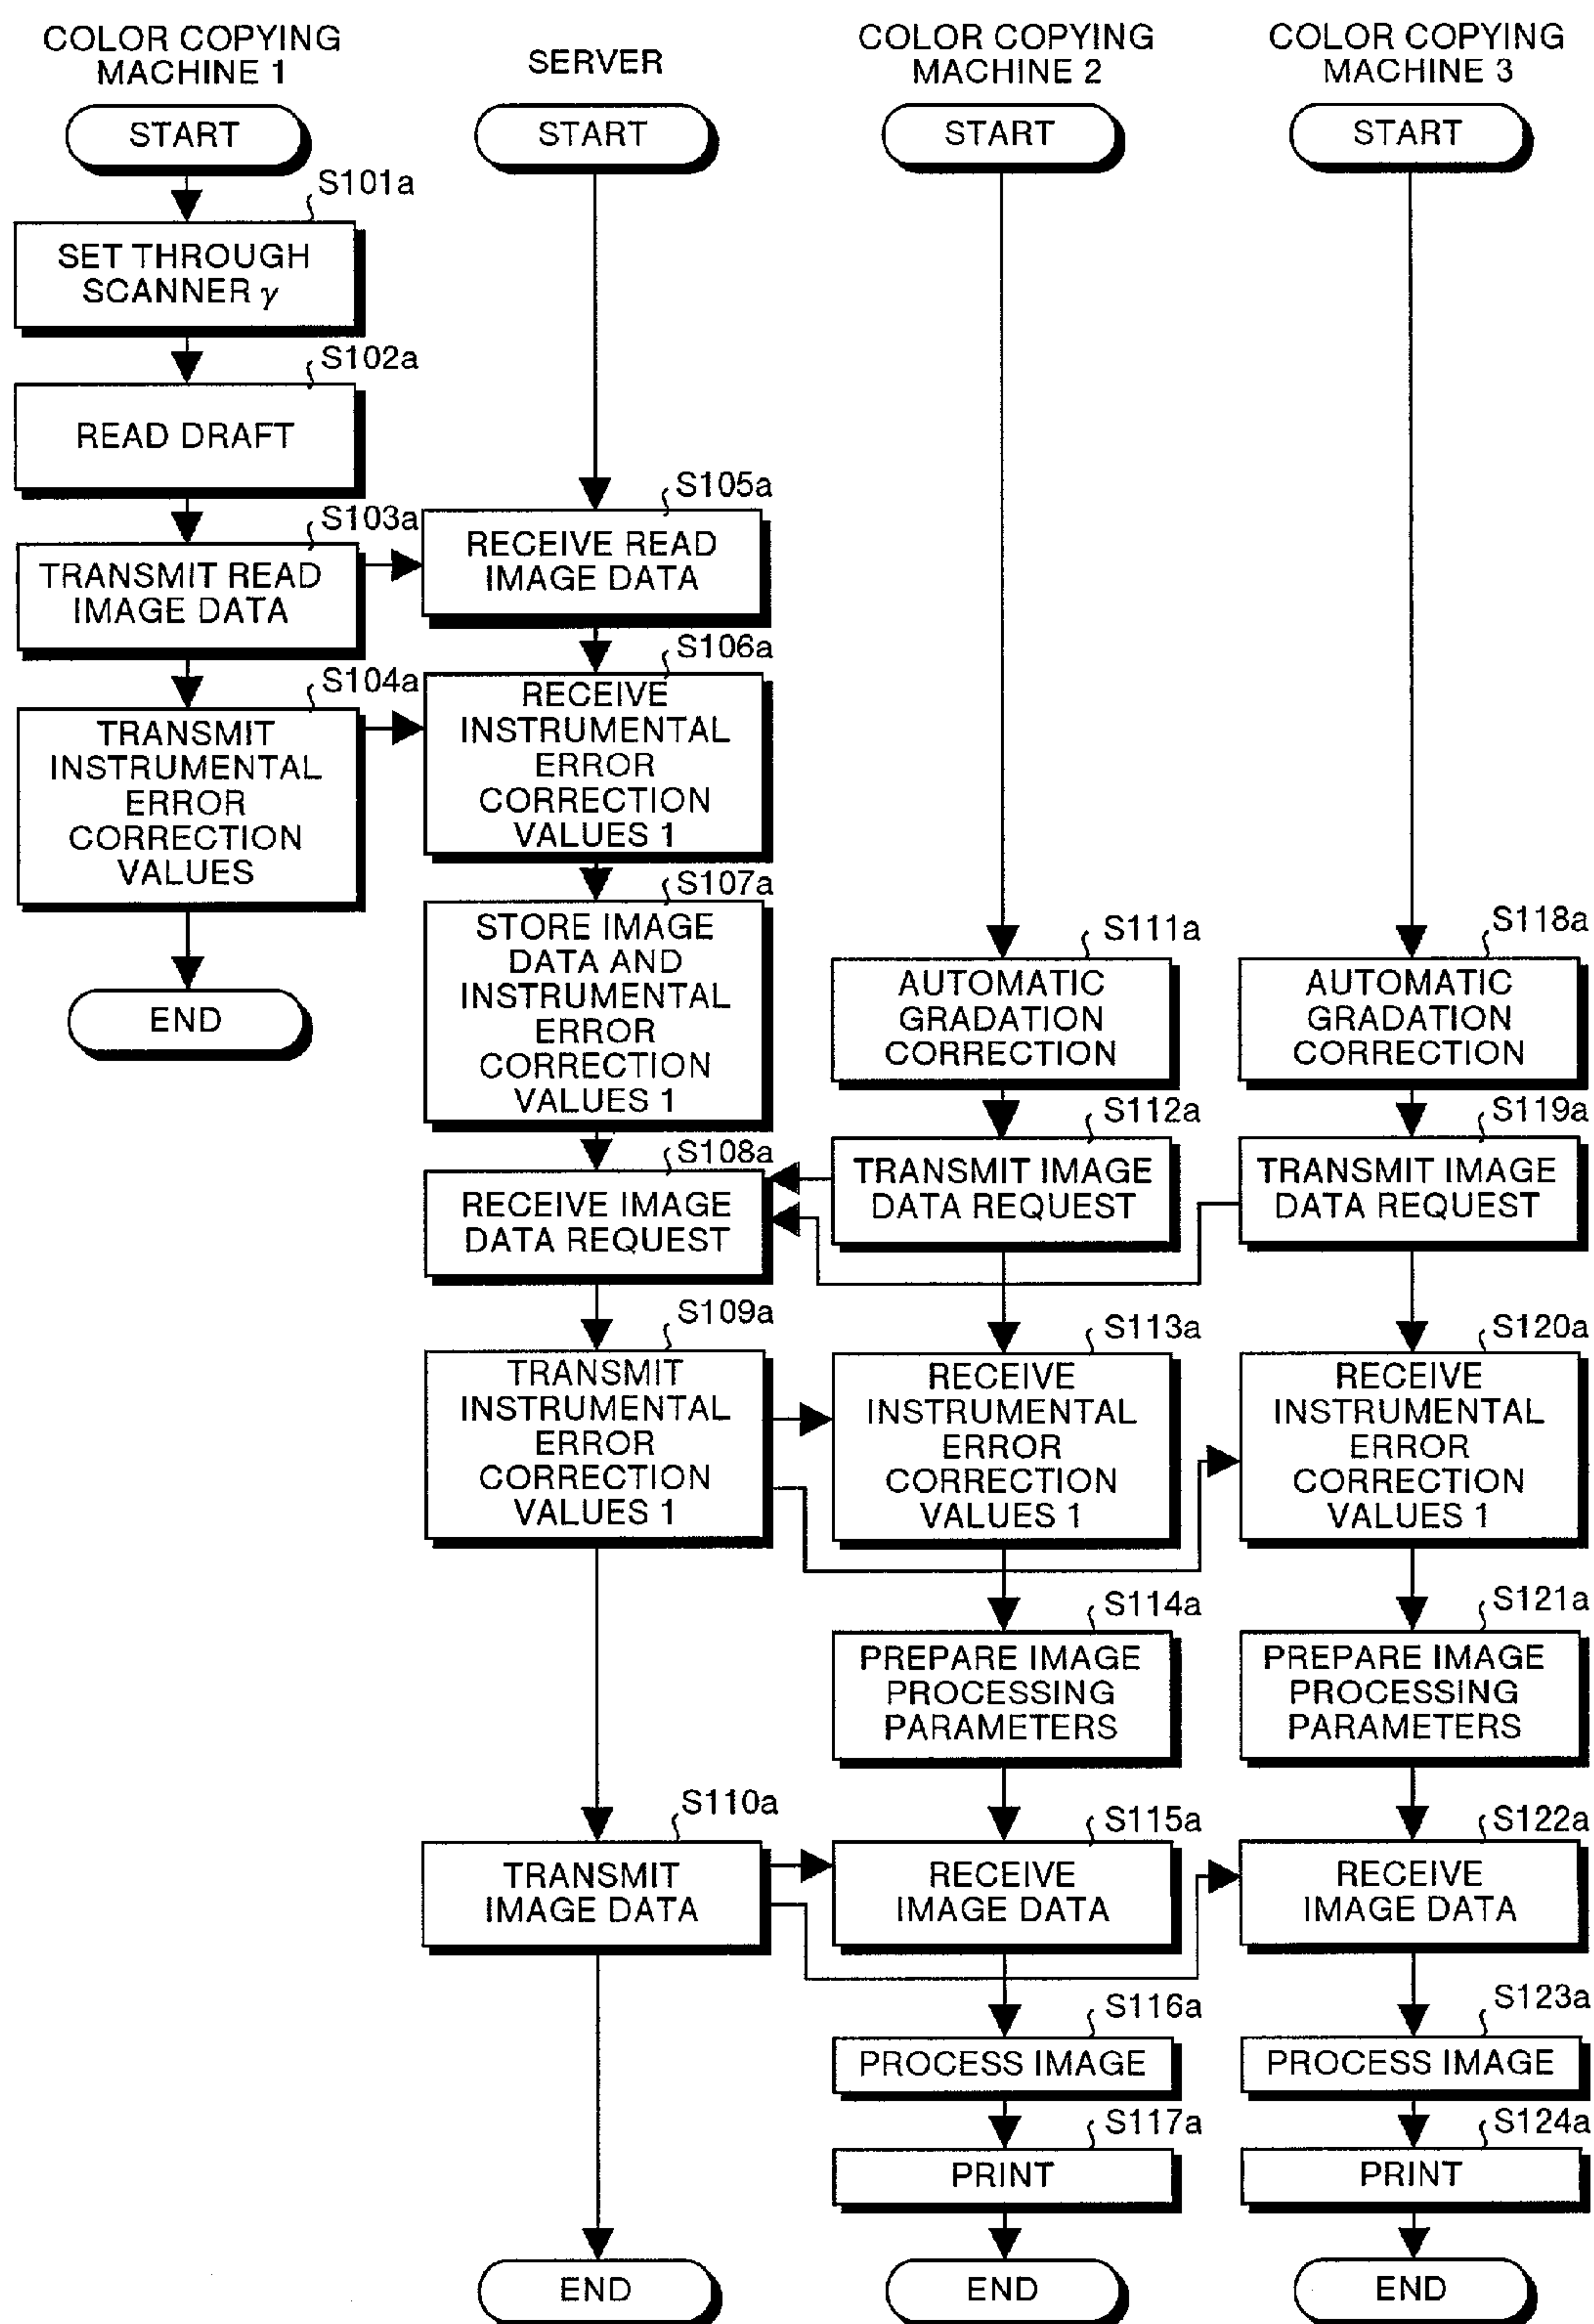 COLOR COPYING
MACHINE 1
START
S101a
SET THROUGH
SCANNER γ
S102a
READ DRAFT
S103a
TRANSMIT READ
IMAGE DATA
S104a
TRANSMIT
INSTRUMENTAL
ERROR
CORRECTION
VALUES
END
SERVER
START
S105a
RECEIVE READ
IMAGE DATA
S106a
RECEIVE
INSTRUMENTAL
ERROR
CORRECTION
VALUES 1
S107a
STORE IMAGE
DATA AND
INSTRUMENTAL
ERROR
CORRECTION
VALUES 1
S108a
RECEIVE IMAGE
DATA REQUEST
S109a
TRANSMIT
INSTRUMENTAL
ERROR
CORRECTION
VALUES 1
S110a
TRANSMIT
IMAGE DATA
END
COLOR COPYING
MACHINE 2
START
S111a
AUTOMATIC
GRADATION
CORRECTION
S112a
TRANSMIT IMAGE
DATA REQUEST
S113a
RECEIVE
INSTRUMENTAL
ERROR
CORRECTION
VALUES 1
S114a
PREPARE IMAGE
PROCESSING
PARAMETERS
S115a
RECEIVE
IMAGE DATA
S116a
PROCESS IMAGE
S117a
PRINT
END
COLOR COPYING
MACHINE 3
START
S118a
AUTOMATIC
GRADATION
CORRECTION
S119a
TRANSMIT IMAGE
DATA REQUEST
S120a
RECEIVE
INSTRUMENTAL
ERROR
CORRECTION
VALUES 1
S121a
PREPARE IMAGE
PROCESSING
PARAMETERS
S122a
RECEIVE
IMAGE DATA
S123a
PROCESS IMAGE
S124a
PRINT
END